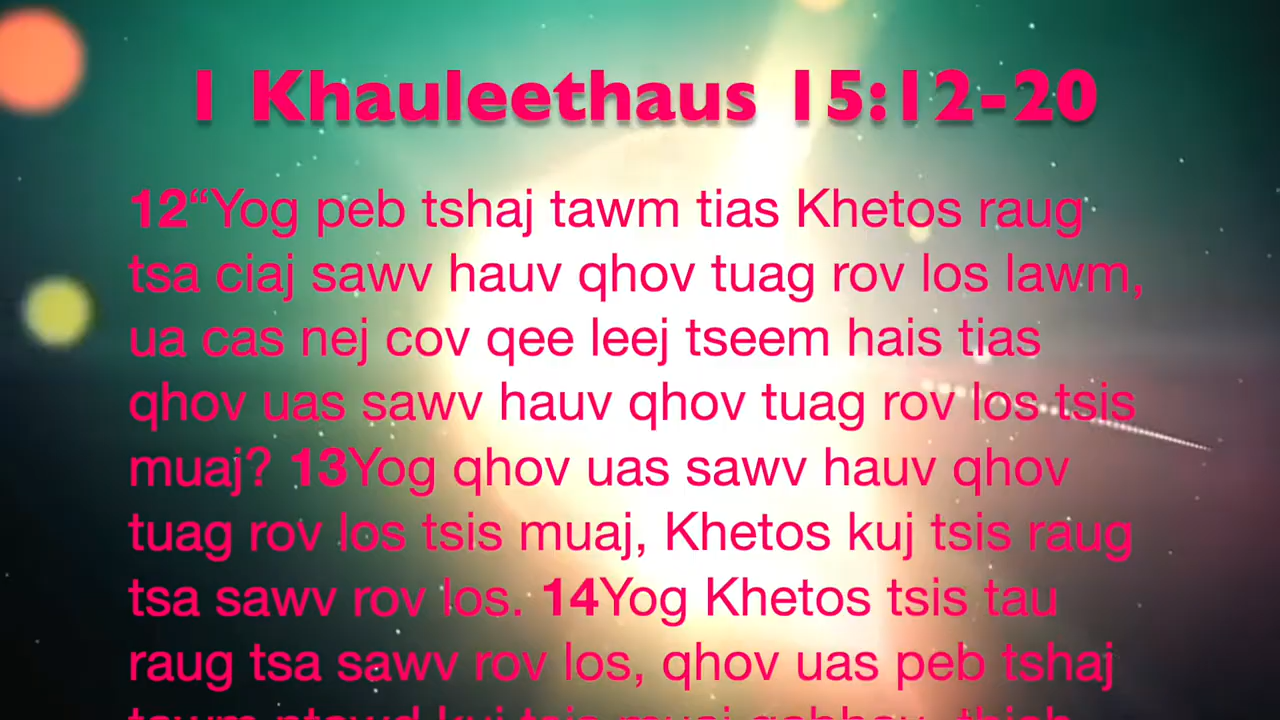 1 Khauleethaus 15:12-20
12“Yog peb tshaj tawm tias Khetos raug
tsa ciaj sawv hauv qhov tuag rov los lawm,
ua cas nej cov qee leej tseem hais tias
qhov uas sawv hauv qhov tuag rov los tsis
muaj? 13Yog qhov uas sawv hauv qhov
tuag rov los tsis muaj, Khetos kuj tsis raug
tsa sawv rov los. 14Yog Khetos tsis tau
raug tsa sawv rov los, qhov uas peb tshaj